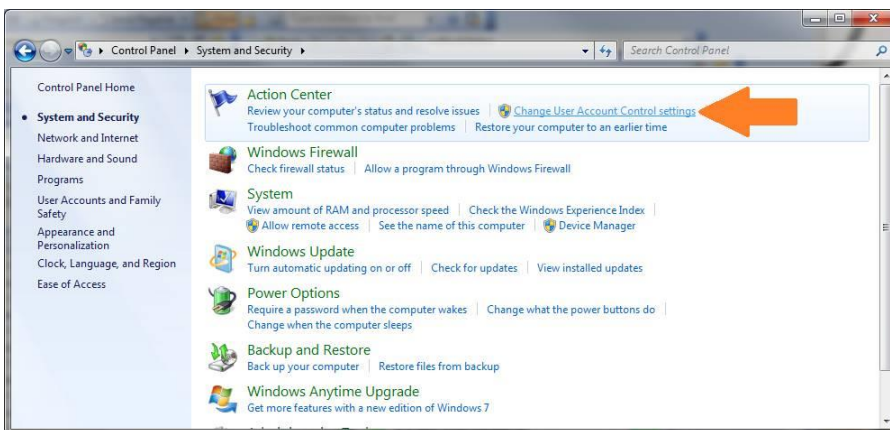 Control Panel ▸ System and Security ▸
Search Control Panel
Control Panel Home
System and Security
Network and Internet
Hardware and Sound
Programs
User Accounts and Family
Safety
Appearance and
Personalization
Clock, Language, and Region
Ease of Access
Action Center
Review your computer's status and resolve issues | Change User Account Control settings
Troubleshoot common computer problems | Restore your computer to an earlier time
Windows Firewall
Check firewall status | Allow a program through Windows Firewall
System
View amount of RAM and processor speed | Check the Windows Experience Index
Allow remote access | See the name of this computer | Device Manager
Windows Update
Turn automatic updating on or off | Check for updates | View installed updates
Power Options
Require a password when the computer wakes | Change what the power buttons do
Change when the computer sleeps
Backup and Restore
Back up your computer | Restore files from backup
Windows Anytime Upgrade
Get more features with a new edition of Windows 7